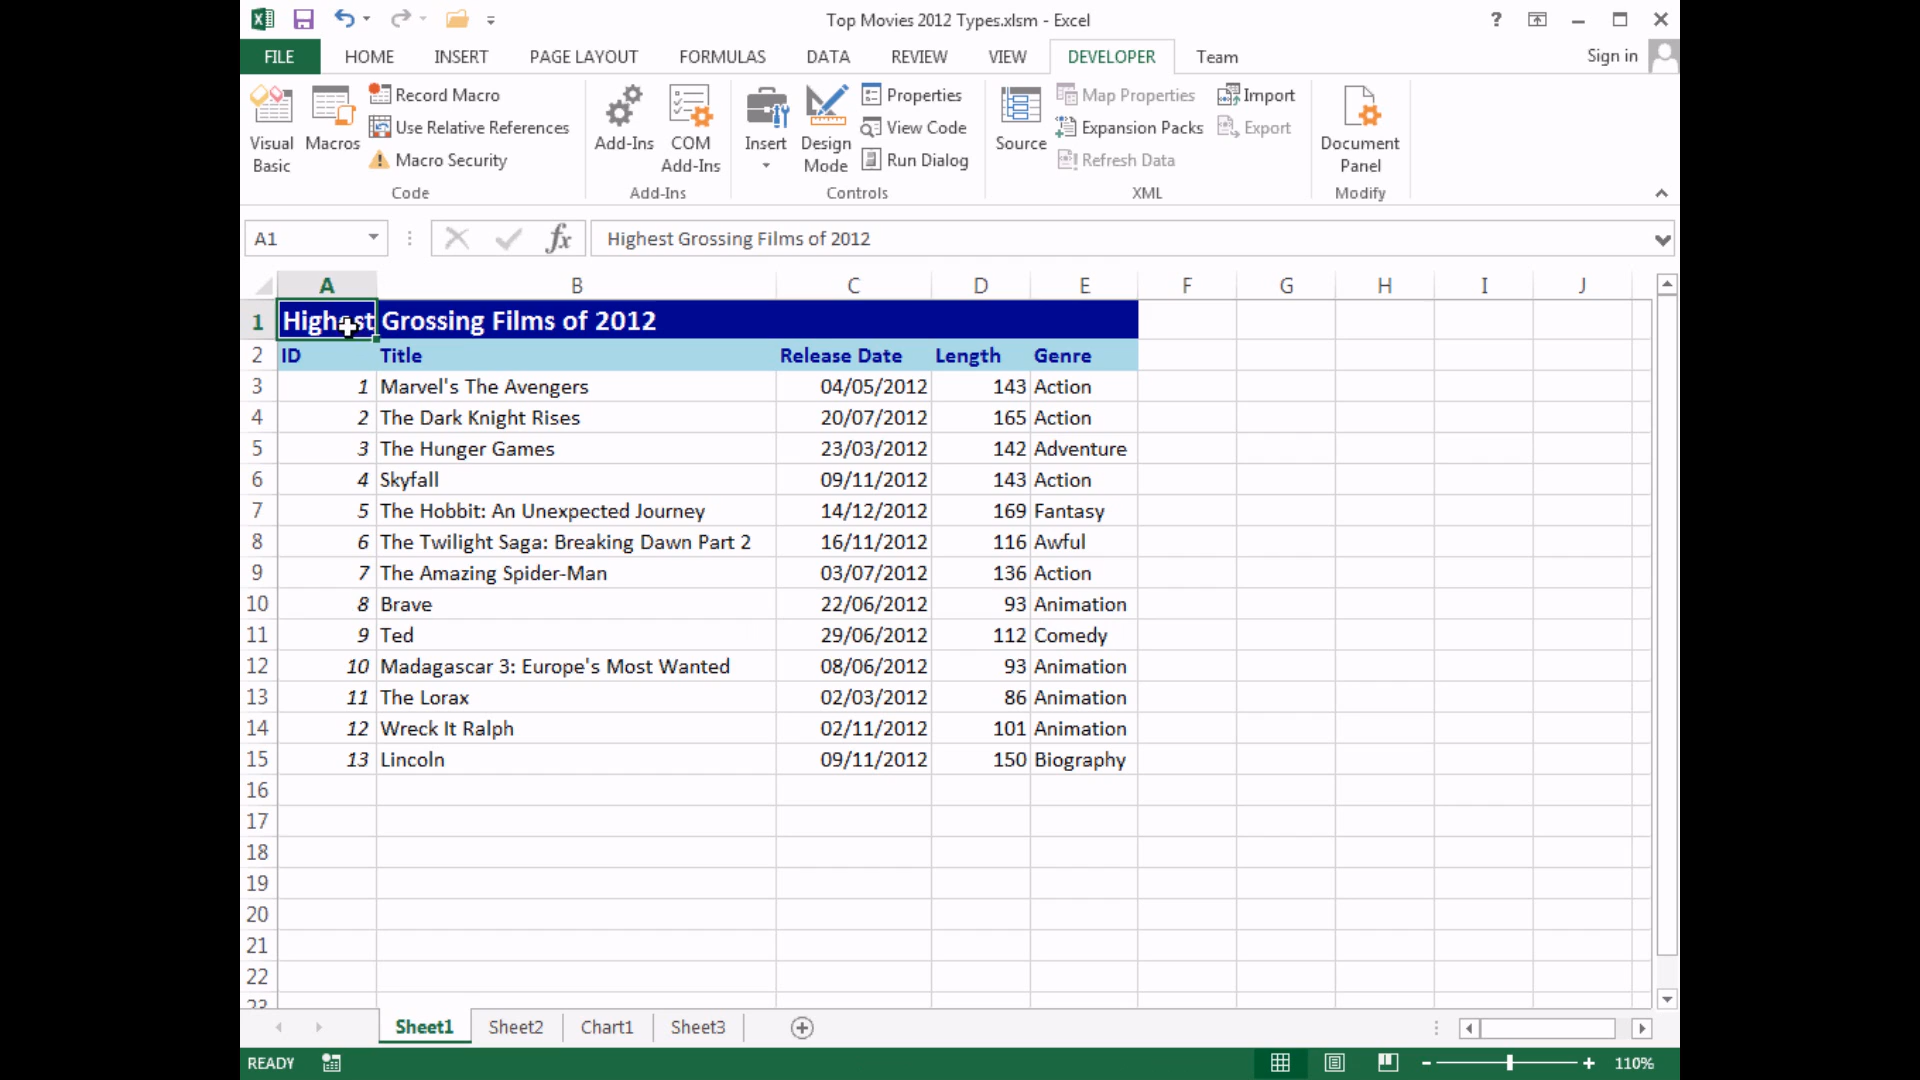 Top Movies 2012 Types.xlsm - Excel
?
FILE HOME INSERT PAGE LAYOUT FORMULAS DATA REVIEW VIEW DEVELOPER Team Sign in
Visual Basic
Macros
Record Macro
Use Relative References
Macro Security
Code
Add-Ins
COM Add-Ins
Add-Ins
Insert
Design Mode
Properties
View Code
Run Dialog
Controls
Source
Map Properties
Expansion Packs
Refresh Data
Import
Export
XML
Document Panel
Modify
A1 fx Highest Grossing Films of 2012
A B C D E F G H I J
1 Highest Grossing Films of 2012
2 ID Title Release Date Length Genre
3 1 Marvel's The Avengers 04/05/2012 143 Action
4 2 The Dark Knight Rises 20/07/2012 165 Action
5 3 The Hunger Games 23/03/2012 142 Adventure
6 4 Skyfall 09/11/2012 143 Action
7 5 The Hobbit: An Unexpected Journey 14/12/2012 169 Fantasy
8 6 The Twilight Saga: Breaking Dawn Part 2 16/11/2012 116 Awful
9 7 The Amazing Spider-Man 03/07/2012 136 Action
10 8 Brave 22/06/2012 93 Animation
11 9 Ted 29/06/2012 112 Comedy
12 10 Madagascar 3: Europe's Most Wanted 08/06/2012 93 Animation
13 11 The Lorax 02/03/2012 86 Animation
14 12 Wreck It Ralph 02/11/2012 101 Animation
15 13 Lincoln 09/11/2012 150 Biography
16
17
18
19
20
21
22
23
Sheet1 Sheet2 Chart1 Sheet3
READY 110%